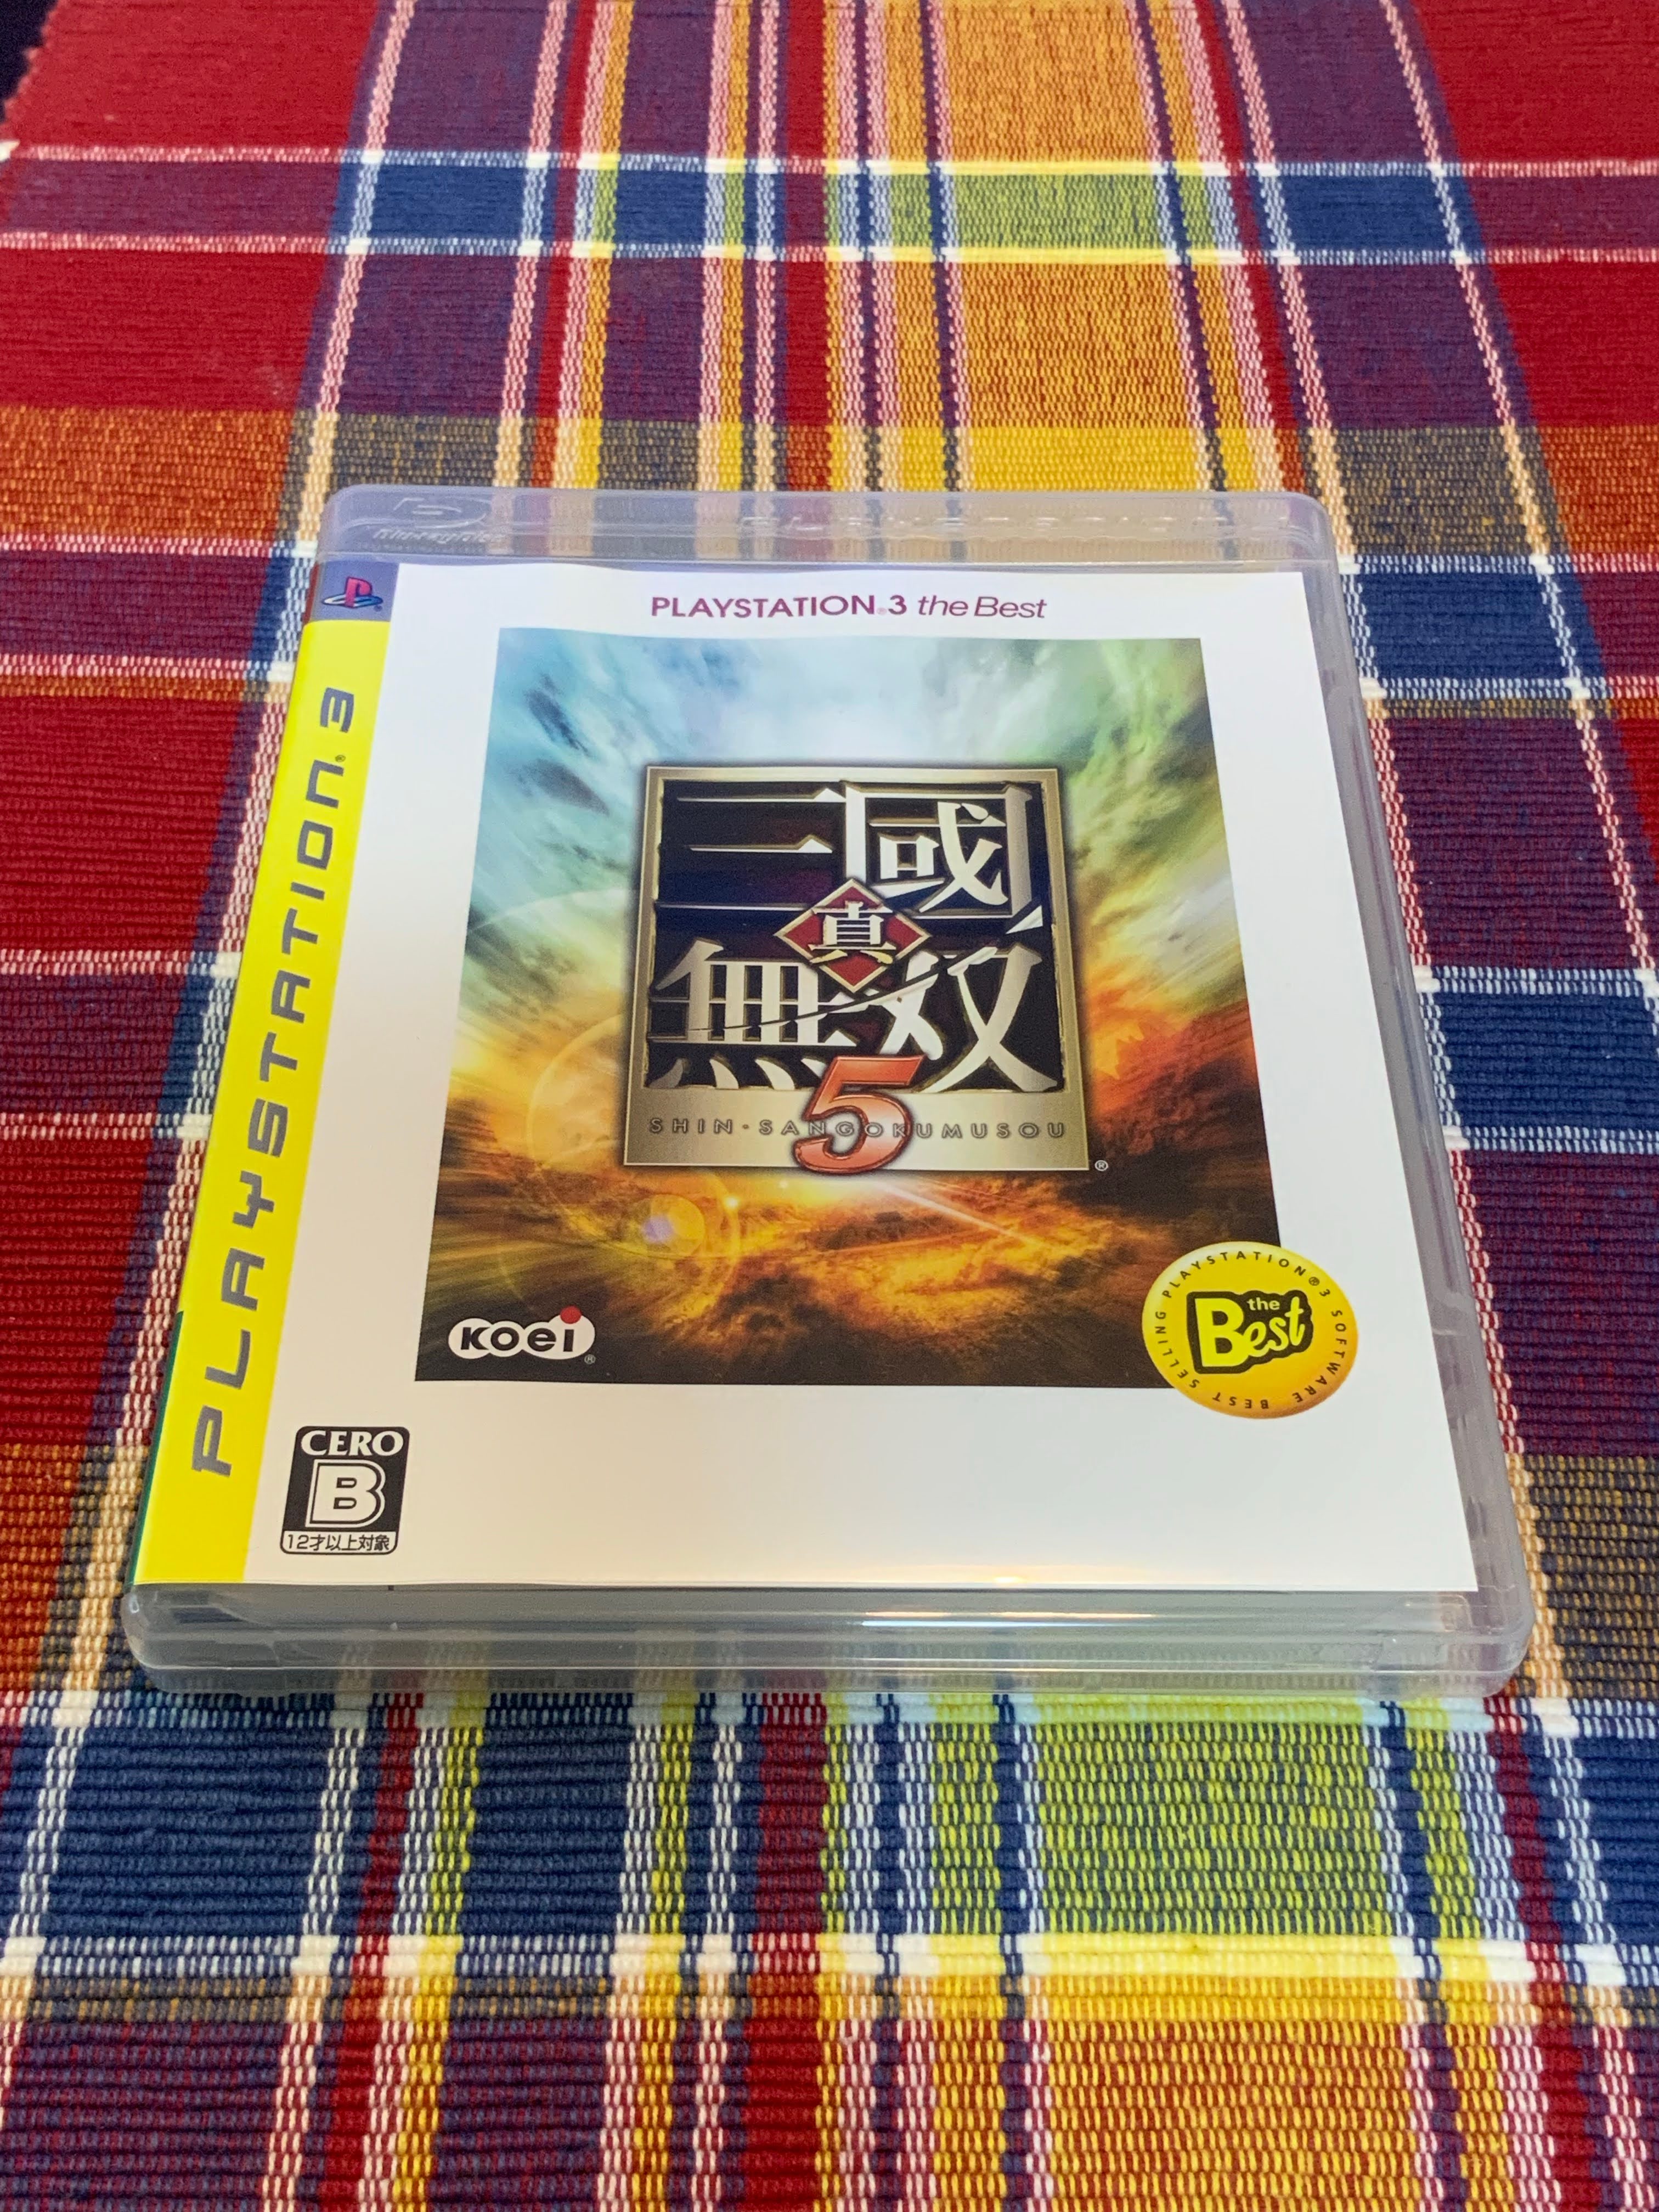 PLAYSTATION®3 the Best
PLAYSTATION®3
三國
真
無双
5
SHIN・SANGOKUMUSOU
®
KOEI®
PLAYSTATION®3 SOFTWARE BEST SELLING
the
Best
CERO
B
12才以上対象